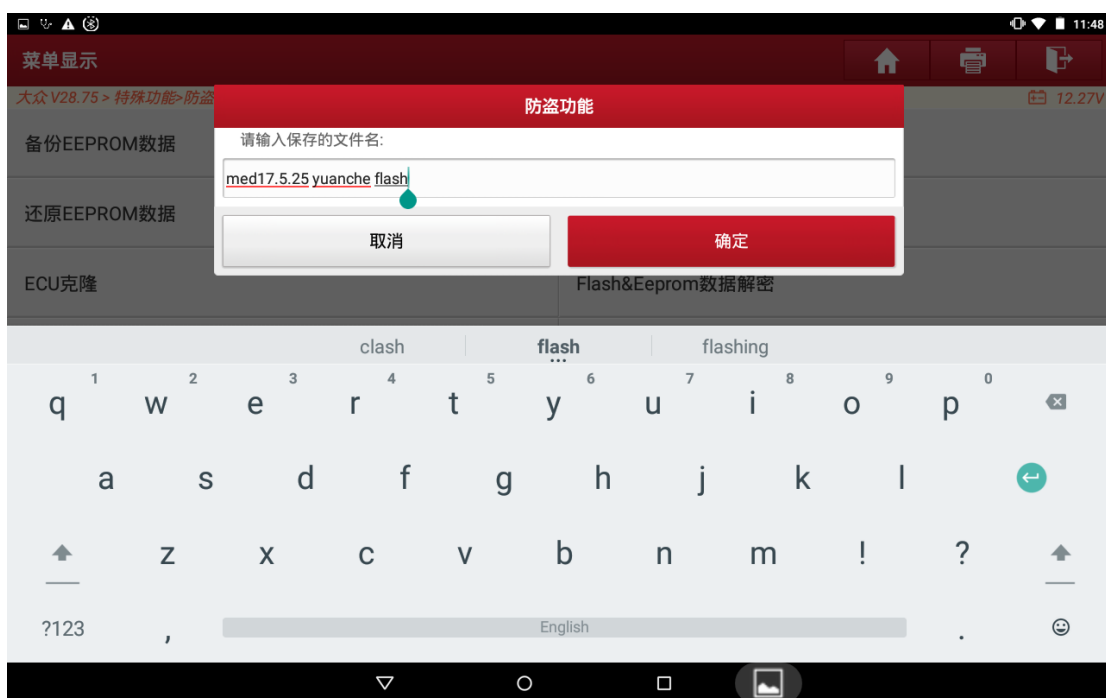 11:48
菜单显示
大众 V28.75 > 特殊功能>防盗
12.27V
防盗功能
请输入保存的文件名:
med17.5.25 yuanche flash
取消
确定
备份EEPROM数据
还原EEPROM数据
ECU克隆
Flash&Eeprom数据解密
clash flash flashing
1 2 3 4 5 6 7 8 9 0
q w e r t y u i o p
a s d f g h j k l
z x c v b n m ! ?
?123 , English .